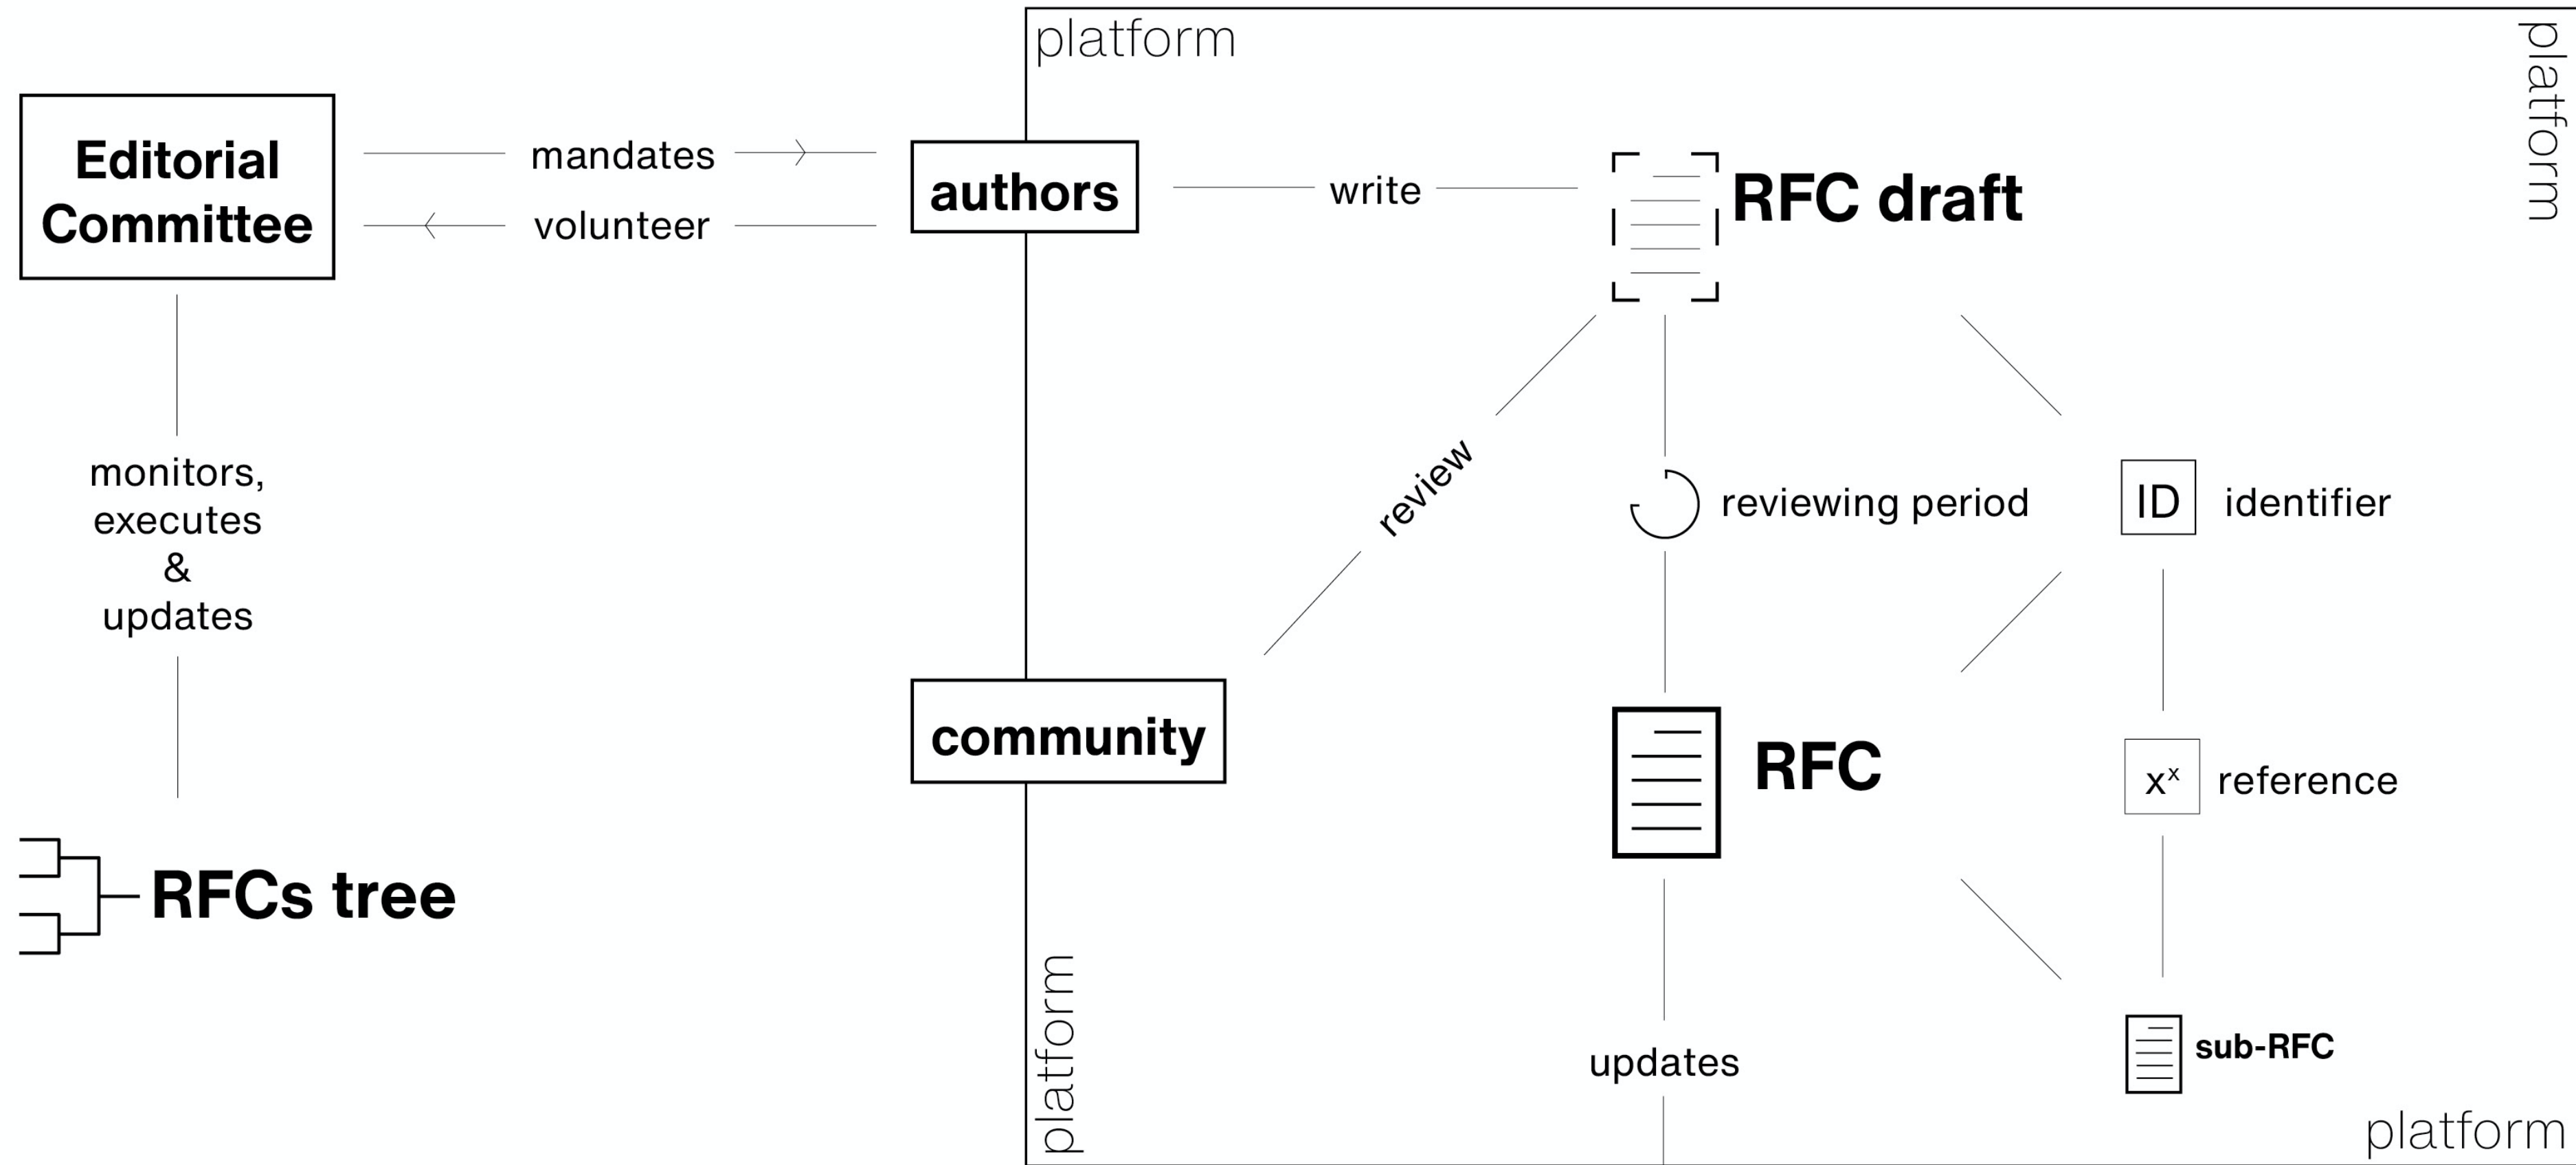 platform
platform
Editorial
Committee
mandates
volunteer
authors
write
RFC draft
monitors,
executes
&
updates
review
reviewing period
ID
identifier
community
RFC
xˣ
reference
RFCs tree
platform
updates
sub-RFC
platform